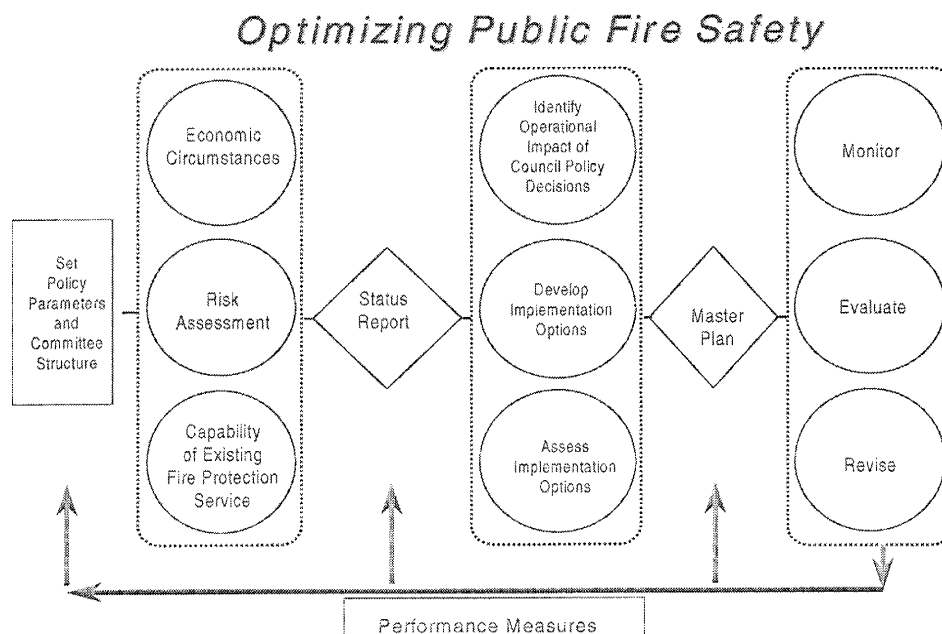 Optimizing Public Fire Safety
Set
Policy
Parameters
and
Committee
Structure
Economic
Circumstances
Risk
Assessment
Capability
of Existing
Fire Protection
Service
Status
Report
Identify
Operational
Impact of
Council Policy
Decisions
Develop
Implementation
Options
Assess
Implementation
Options
Master
Plan
Monitor
Evaluate
Revise
Performance Measures